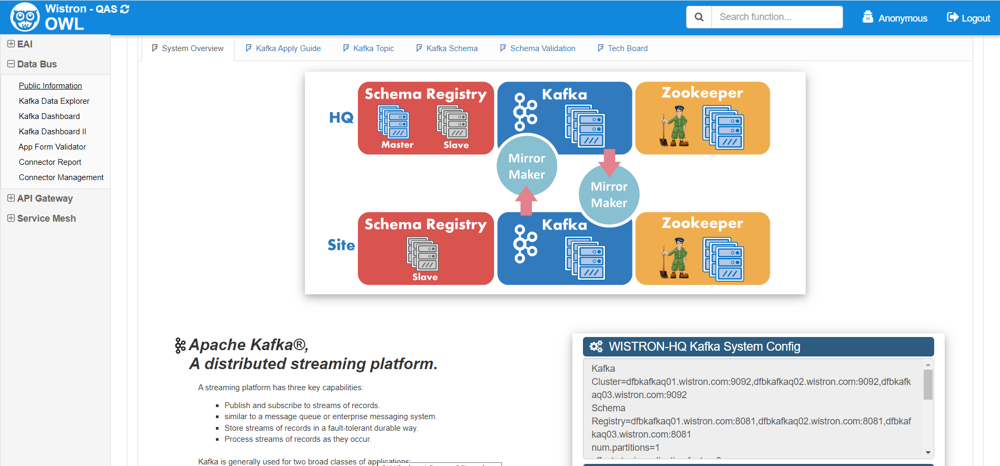 Wistron - QAS
OWL
Search function...
Anonymous
Logout
EAI
Data Bus
Public Information
Kafka Data Explorer
Kafka Dashboard
Kafka Dashboard II
App Form Validator
Connector Report
Connector Management
API Gateway
Service Mesh
System Overview
Kafka Apply Guide
Kafka Topic
Kafka Schema
Schema Validation
Tech Board
HQ
Schema Registry
Master
Slave
Kafka
Zookeeper
Mirror
Maker
Mirror
Maker
Site
Schema Registry
Slave
Kafka
Zookeeper
Apache Kafka®,
A distributed streaming platform.
A streaming platform has three key capabilities:
Publish and subscribe to streams of records.
similar to a message queue or enterprise messaging system.
Store streams of records in a fault-tolerant durable way.
Process streams of records as they occur.
Kafka is generally used for two broad classes of applications:
WISTRON-HQ Kafka System Config
Kafka
Cluster=dfbkafkaq01.wistron.com:9092,dfbkafkaq02.wistron.com:9092,dfbkafk
aq03.wistron.com:9092
Schema
Registry=dfbkafkaq01.wistron.com:8081,dfbkafkaq02.wistron.com:8081,dfbkaf
kaq03.wistron.com:8081
num.partitions=1